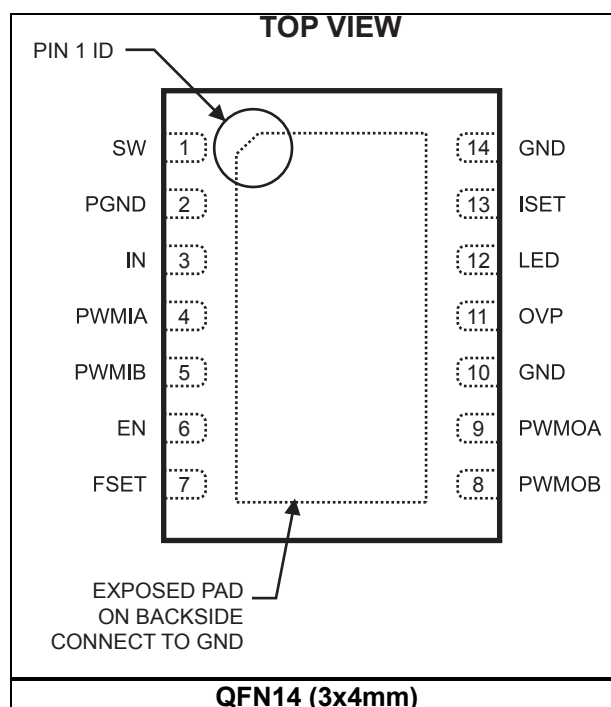 TOP VIEW
PIN 1 ID
SW 1 14 GND
PGND 2 13 ISET
IN 3 12 LED
PWMIA 4 11 OVP
PWMIB 5 10 GND
EN 6 9 PWMOA
FSET 7 8 PWMOB
EXPOSED PAD
ON BACKSIDE
CONNECT TO GND
QFN14 (3x4mm)